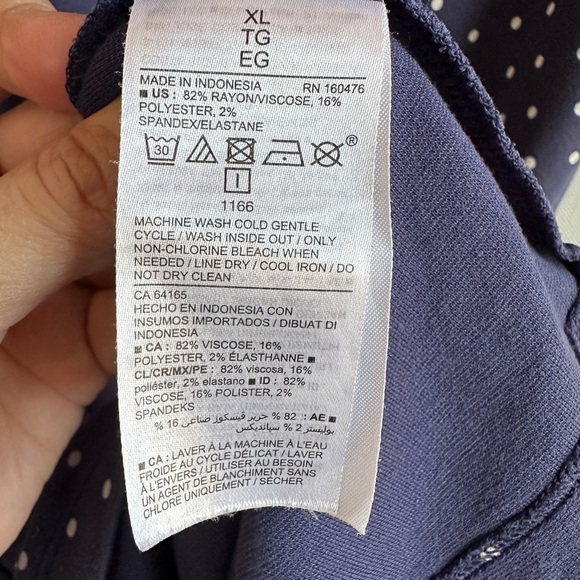 XL
TG
EG
MADE IN INDONESIA RN 160476
■ US : 82% RAYON/VISCOSE, 16%
POLYESTER, 2%
SPANDEX/ELASTANE
30
®
I
1166
MACHINE WASH COLD GENTLE
CYCLE / WASH INSIDE OUT / ONLY
NON-CHLORINE BLEACH WHEN
NEEDED / LINE DRY / COOL IRON / DO
NOT DRY CLEAN
CA 64165
HECHO EN INDONESIA CON
INSUMOS IMPORTADOS / DIBUAT DI
INDONESIA
■ CA : 82% VISCOSE, 16%
POLYESTER, 2% ÉLASTHANNE ■
CL/CR/MX/PE : 82% viscosa, 16%
poliéster, 2% elastano ■ ID : 82%
VISCOSE, 16% POLISTER, 2%
SPANDEKS
■ AE : 82 % حرير فيسكوز صناعي 16 %
بوليستر 2 % سپاندیکس
■ CA : LAVER À LA MACHINE À L'EAU
FROIDE AU CYCLE DÉLICAT / LAVER
À L'ENVERS / UTILISER AU BESOIN
UN AGENT DE BLANCHIMENT SANS
CHLORE UNIQUEMENT / SÉCHER